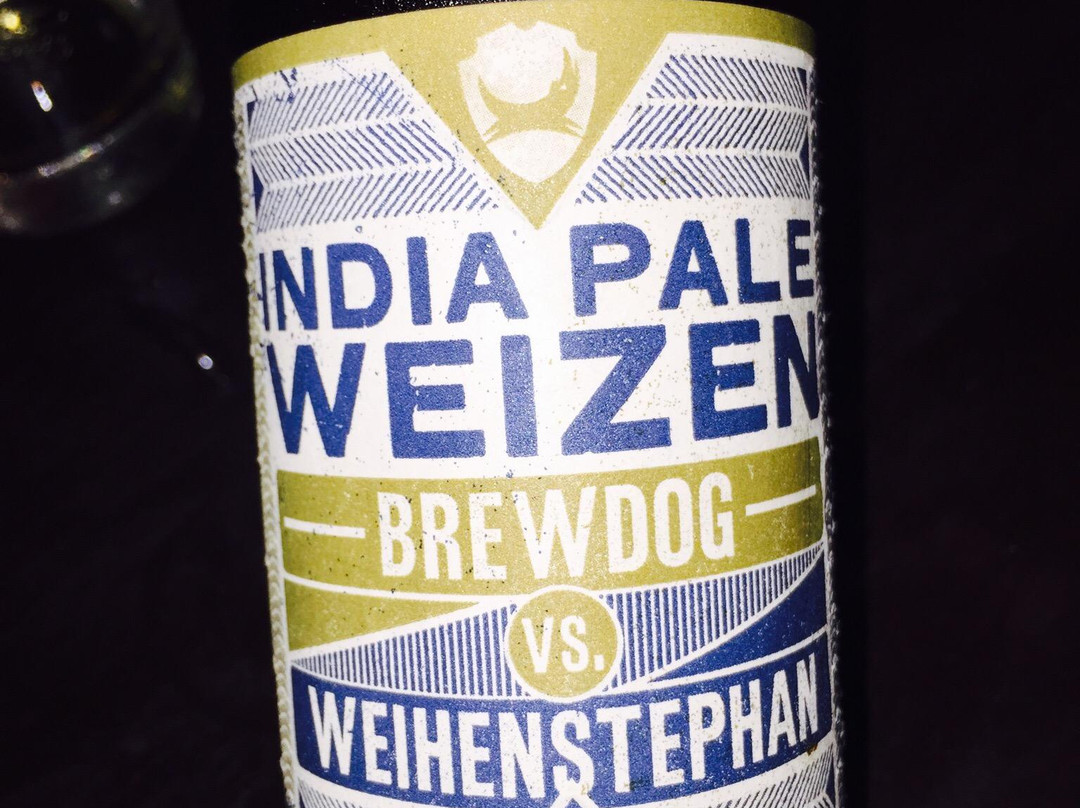 INDIA PALE
WEIZEN
BREWDOG
VS.
WEIHENSTEPHAN